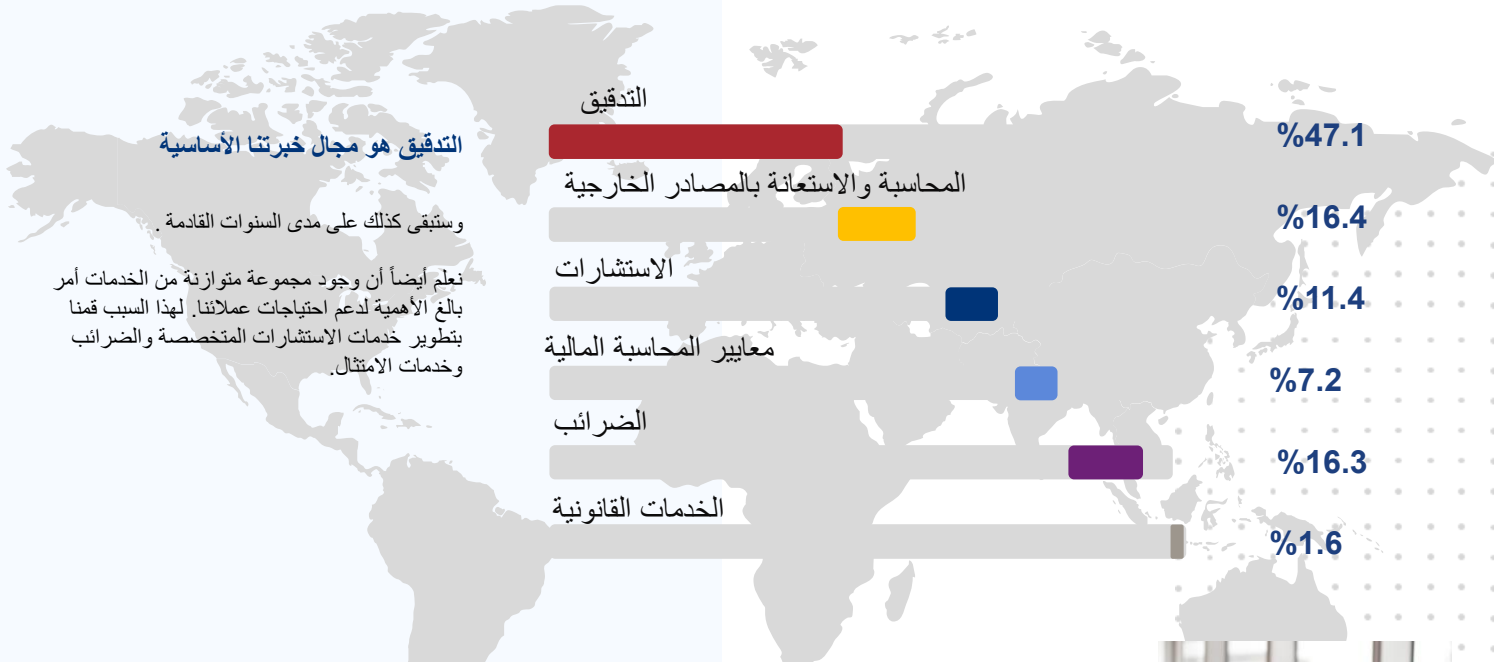 التدقيق هو مجال خبرتنا الأساسية
وستبقى كذلك على مدى السنوات القادمة .
نعلم أيضاً أن وجود مجموعة متوازنة من الخدمات أمر
بالغ الأهمية لدعم احتياجات عملائنا. لهذا السبب قمنا
بتطوير خدمات الاستشارات المتخصصة والضرائب
وخدمات الامتثال.
التدقيق
%47.1
المحاسبة والاستعانة بالمصادر الخارجية
%16.4
الاستشارات
%11.4
معايير المحاسبة المالية
%7.2
الضرائب
%16.3
الخدمات القانونية
%1.6